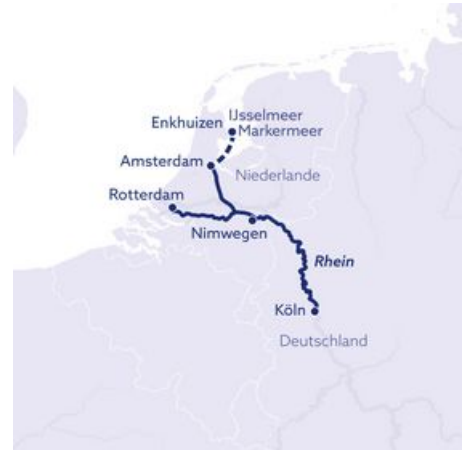 IJsselmeer
Enkhuizen
Markermeer
Amsterdam
Niederlande
Rotterdam
Nimwegen
Rhein
Köln
Deutschland